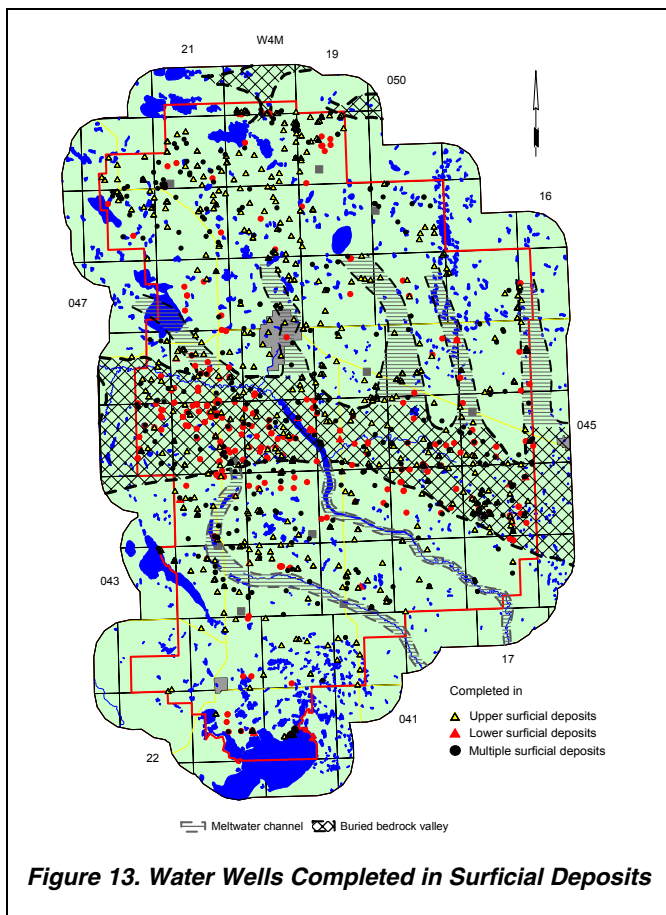 W4M
21
19
050
16
047
045
043
17
041
22
Completed in
Upper surficial deposits
Lower surficial deposits
Multiple surficial deposits
Meltwater channel Buried bedrock valley
Figure 13. Water Wells Completed in Surficial Deposits